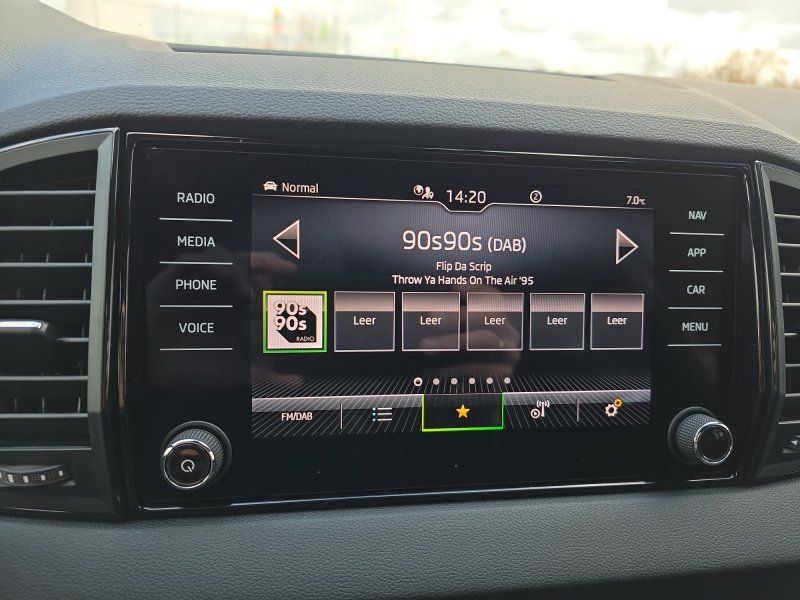 RADIO
MEDIA
PHONE
VOICE
Normal
14:20
2
7.0°C
90s90s (DAB)
Flip Da Scrip
Throw Ya Hands On The Air '95
90s
90s
RADIO
Leer
Leer
Leer
Leer
Leer
FM/DAB
NAV
APP
CAR
MENU